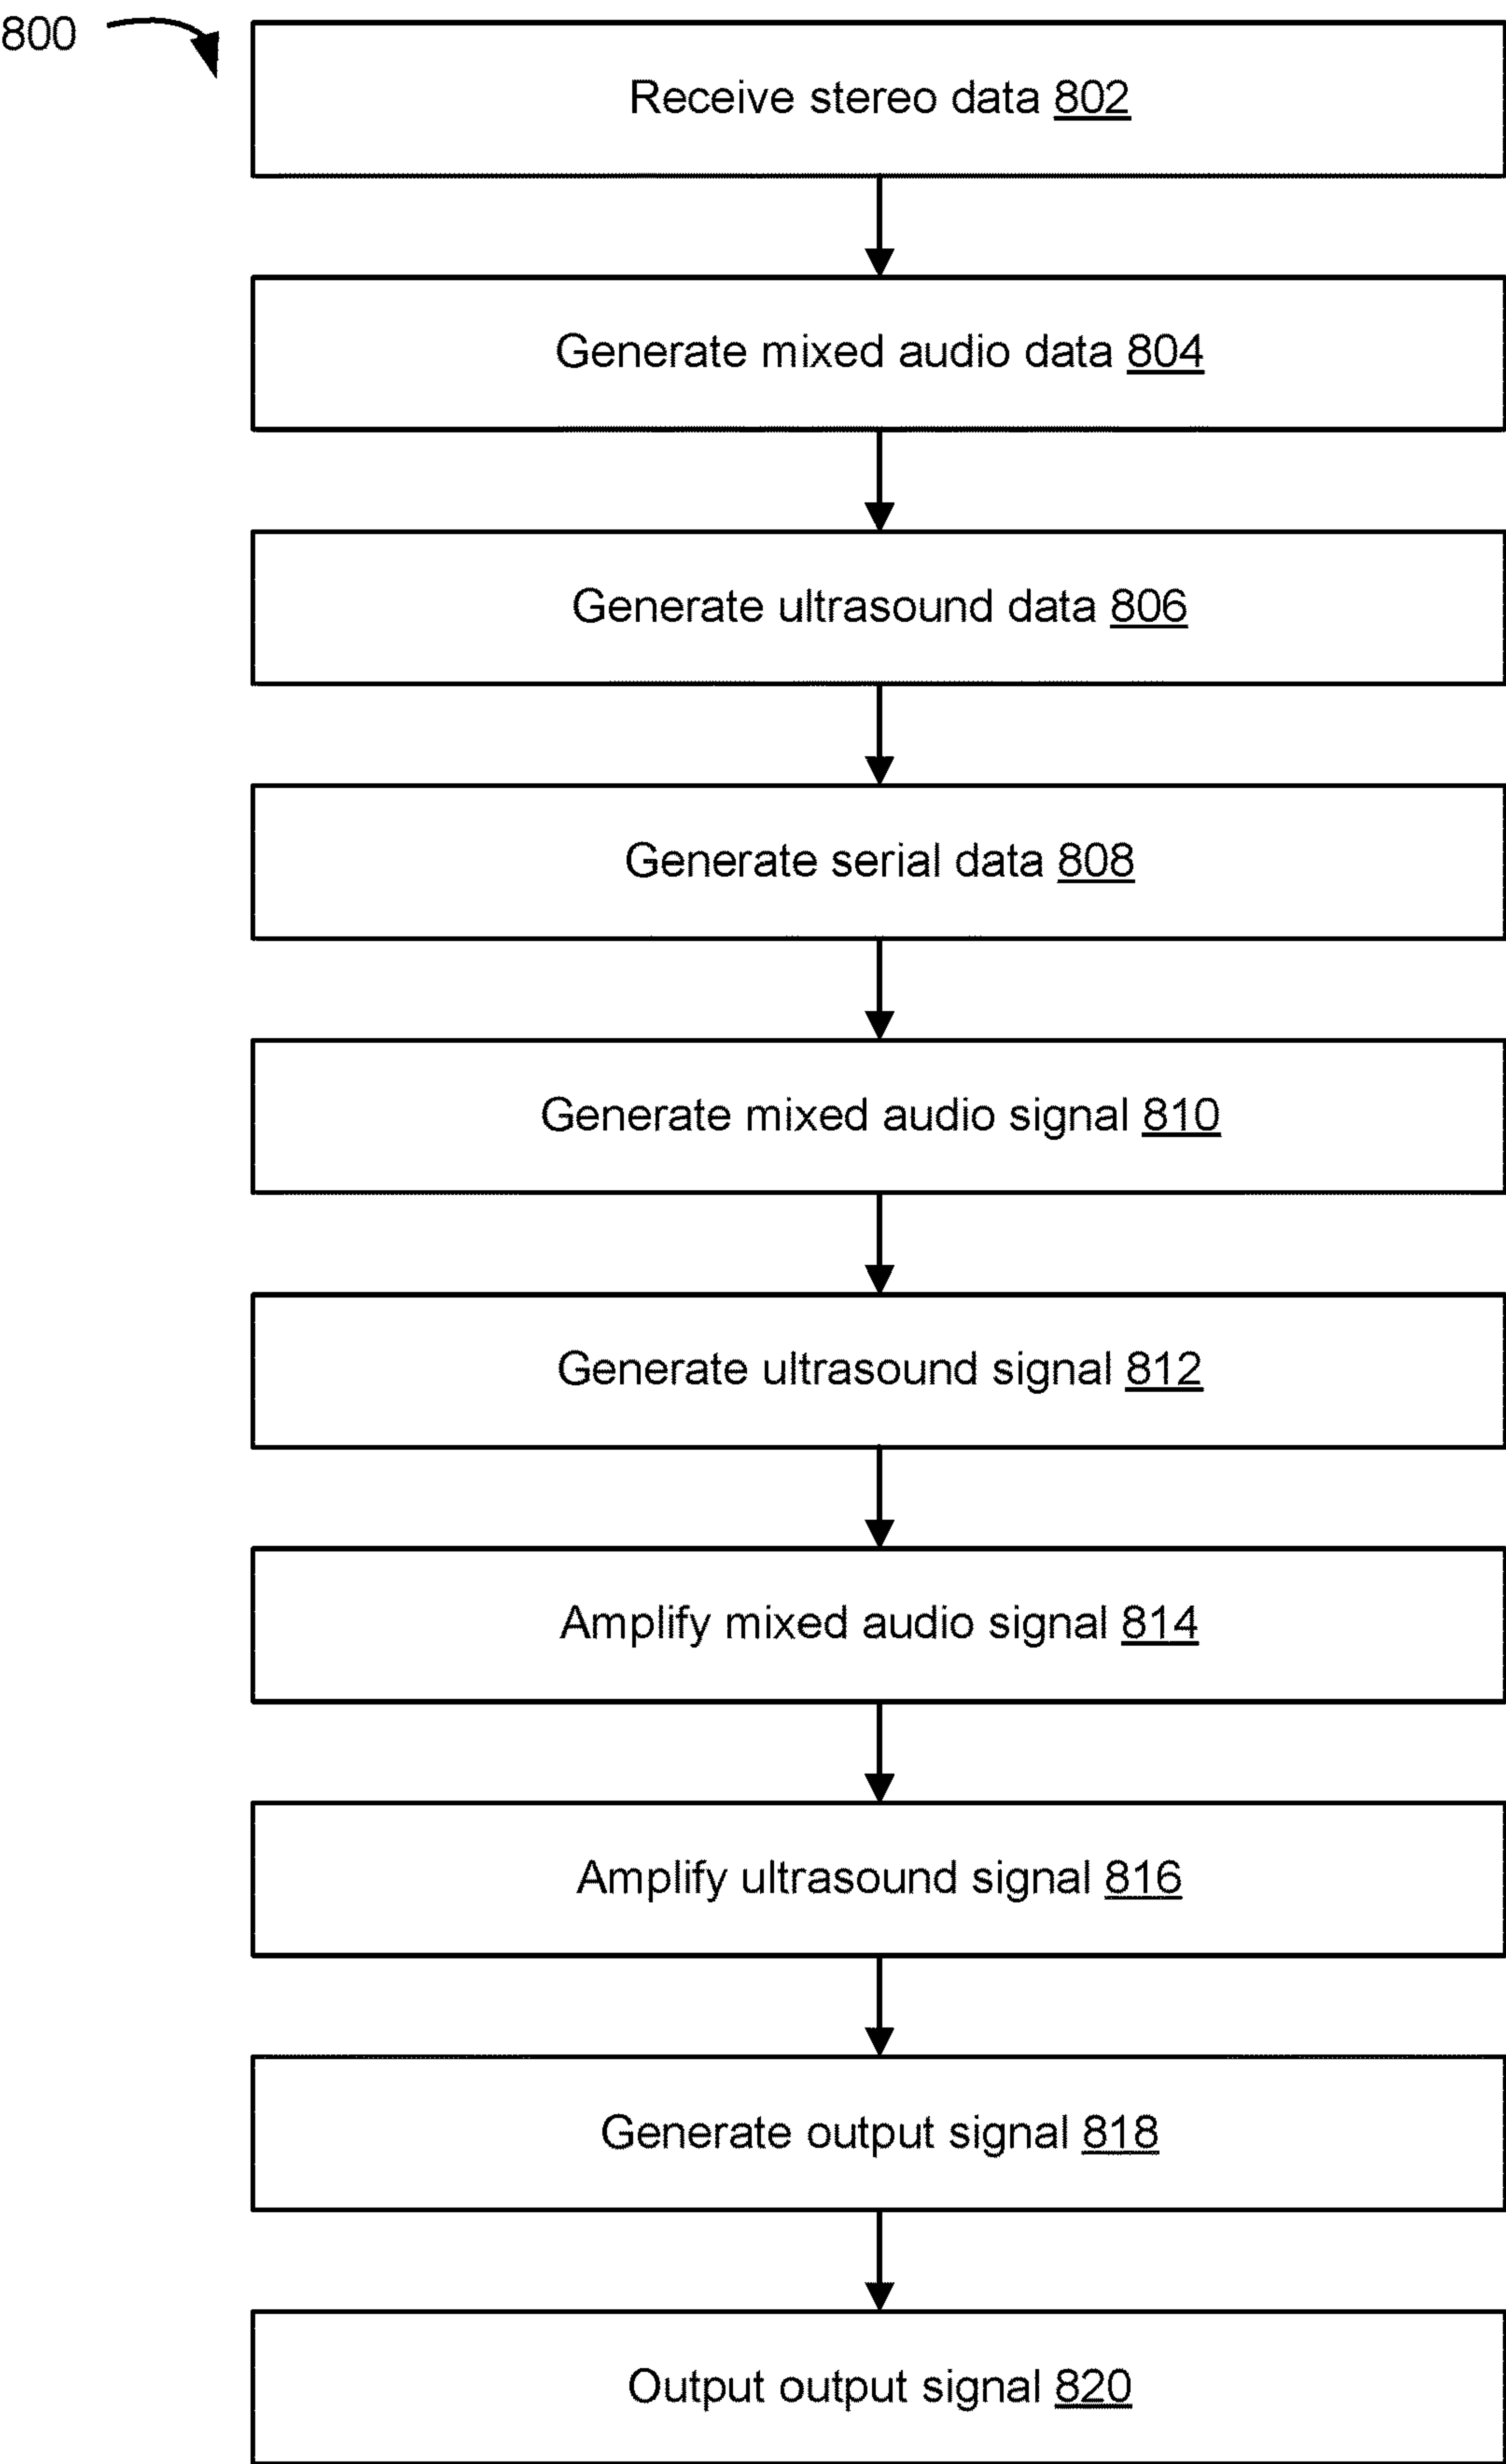 800
Receive stereo data 802
Generate mixed audio data 804
Generate ultrasound data 806
Generate serial data 808
Generate mixed audio signal 810
Generate ultrasound signal 812
Amplify mixed audio signal 814
Amplify ultrasound signal 816
Generate output signal 818
Output output signal 820